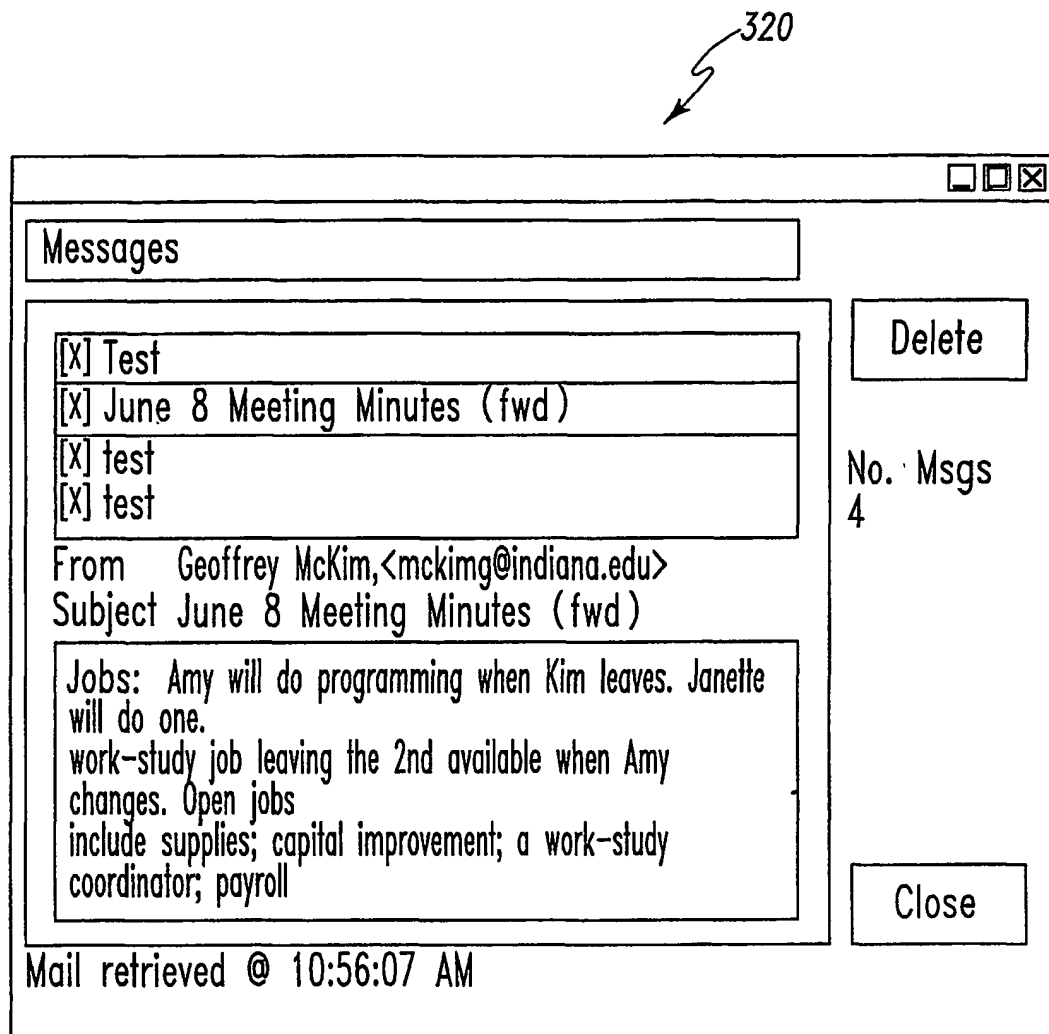 320
Messages
[X] Test
[X] June 8 Meeting Minutes (fwd)
[X] test
[X] test
Delete
No. Msgs
4
From Geoffrey McKim,<mckimg@indiana.edu>
Subject June 8 Meeting Minutes (fwd)
Jobs: Amy will do programming when Kim leaves. Janette
will do one.
work-study job leaving the 2nd available when Amy
changes. Open jobs
include supplies; capital improvement; a work-study
coordinator; payroll
Close
Mail retrieved @ 10:56:07 AM